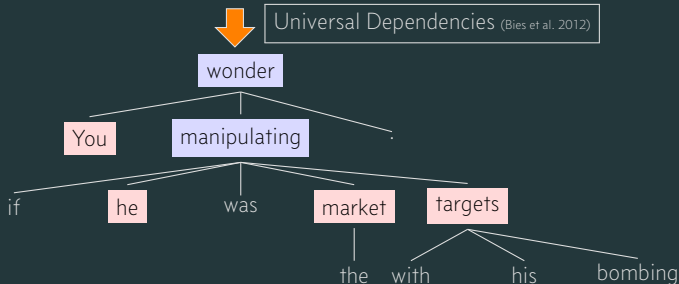 Universal Dependencies (Bies et al. 2012)
wonder
You manipulating .
if he was market targets
the with his bombing